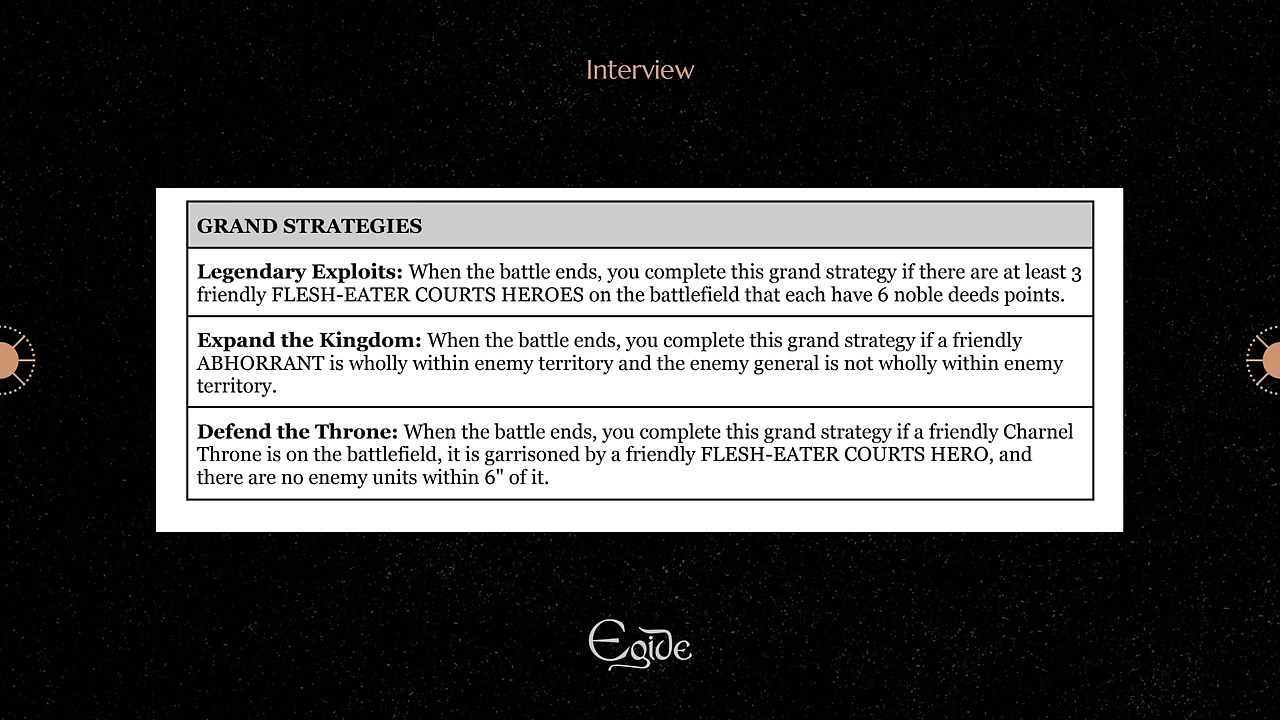 Interview
GRAND STRATEGIES
Legendary Exploits: When the battle ends, you complete this grand strategy if there are at least 3
friendly FLESH-EATER COURTS HEROES on the battlefield that each have 6 noble deeds points.
Expand the Kingdom: When the battle ends, you complete this grand strategy if a friendly
ABHORRANT is wholly within enemy territory and the enemy general is not wholly within enemy
territory.
Defend the Throne: When the battle ends, you complete this grand strategy if a friendly Charnel
Throne is on the battlefield, it is garrisoned by a friendly FLESH-EATER COURTS HERO, and
there are no enemy units within 6" of it.
Egide